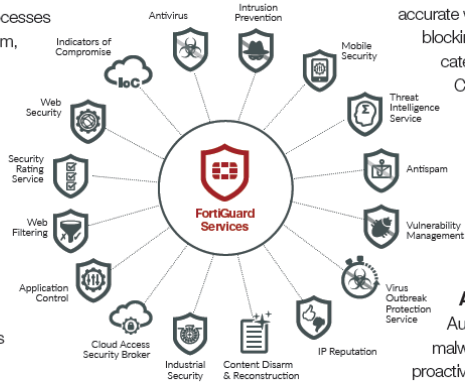 ocesses
m,
Antivirus
Intrusion
Prevention
accurate
blockin
cate
C
Indicators of
Compromise
IoC
Mobile
Security
Web
Security
Threat
Intelligence
Service
Security
Rating
Service
Antispam
FortiGuard
Services
Web
Filtering
Vulnerability
Management
Application
Control
Virus
Outbreak
Protection
Service
Cloud Access
Security Broker
Industrial
Security
Content Disarm
& Reconstruction
IP Reputation
s
A
Au
malw
proactiv